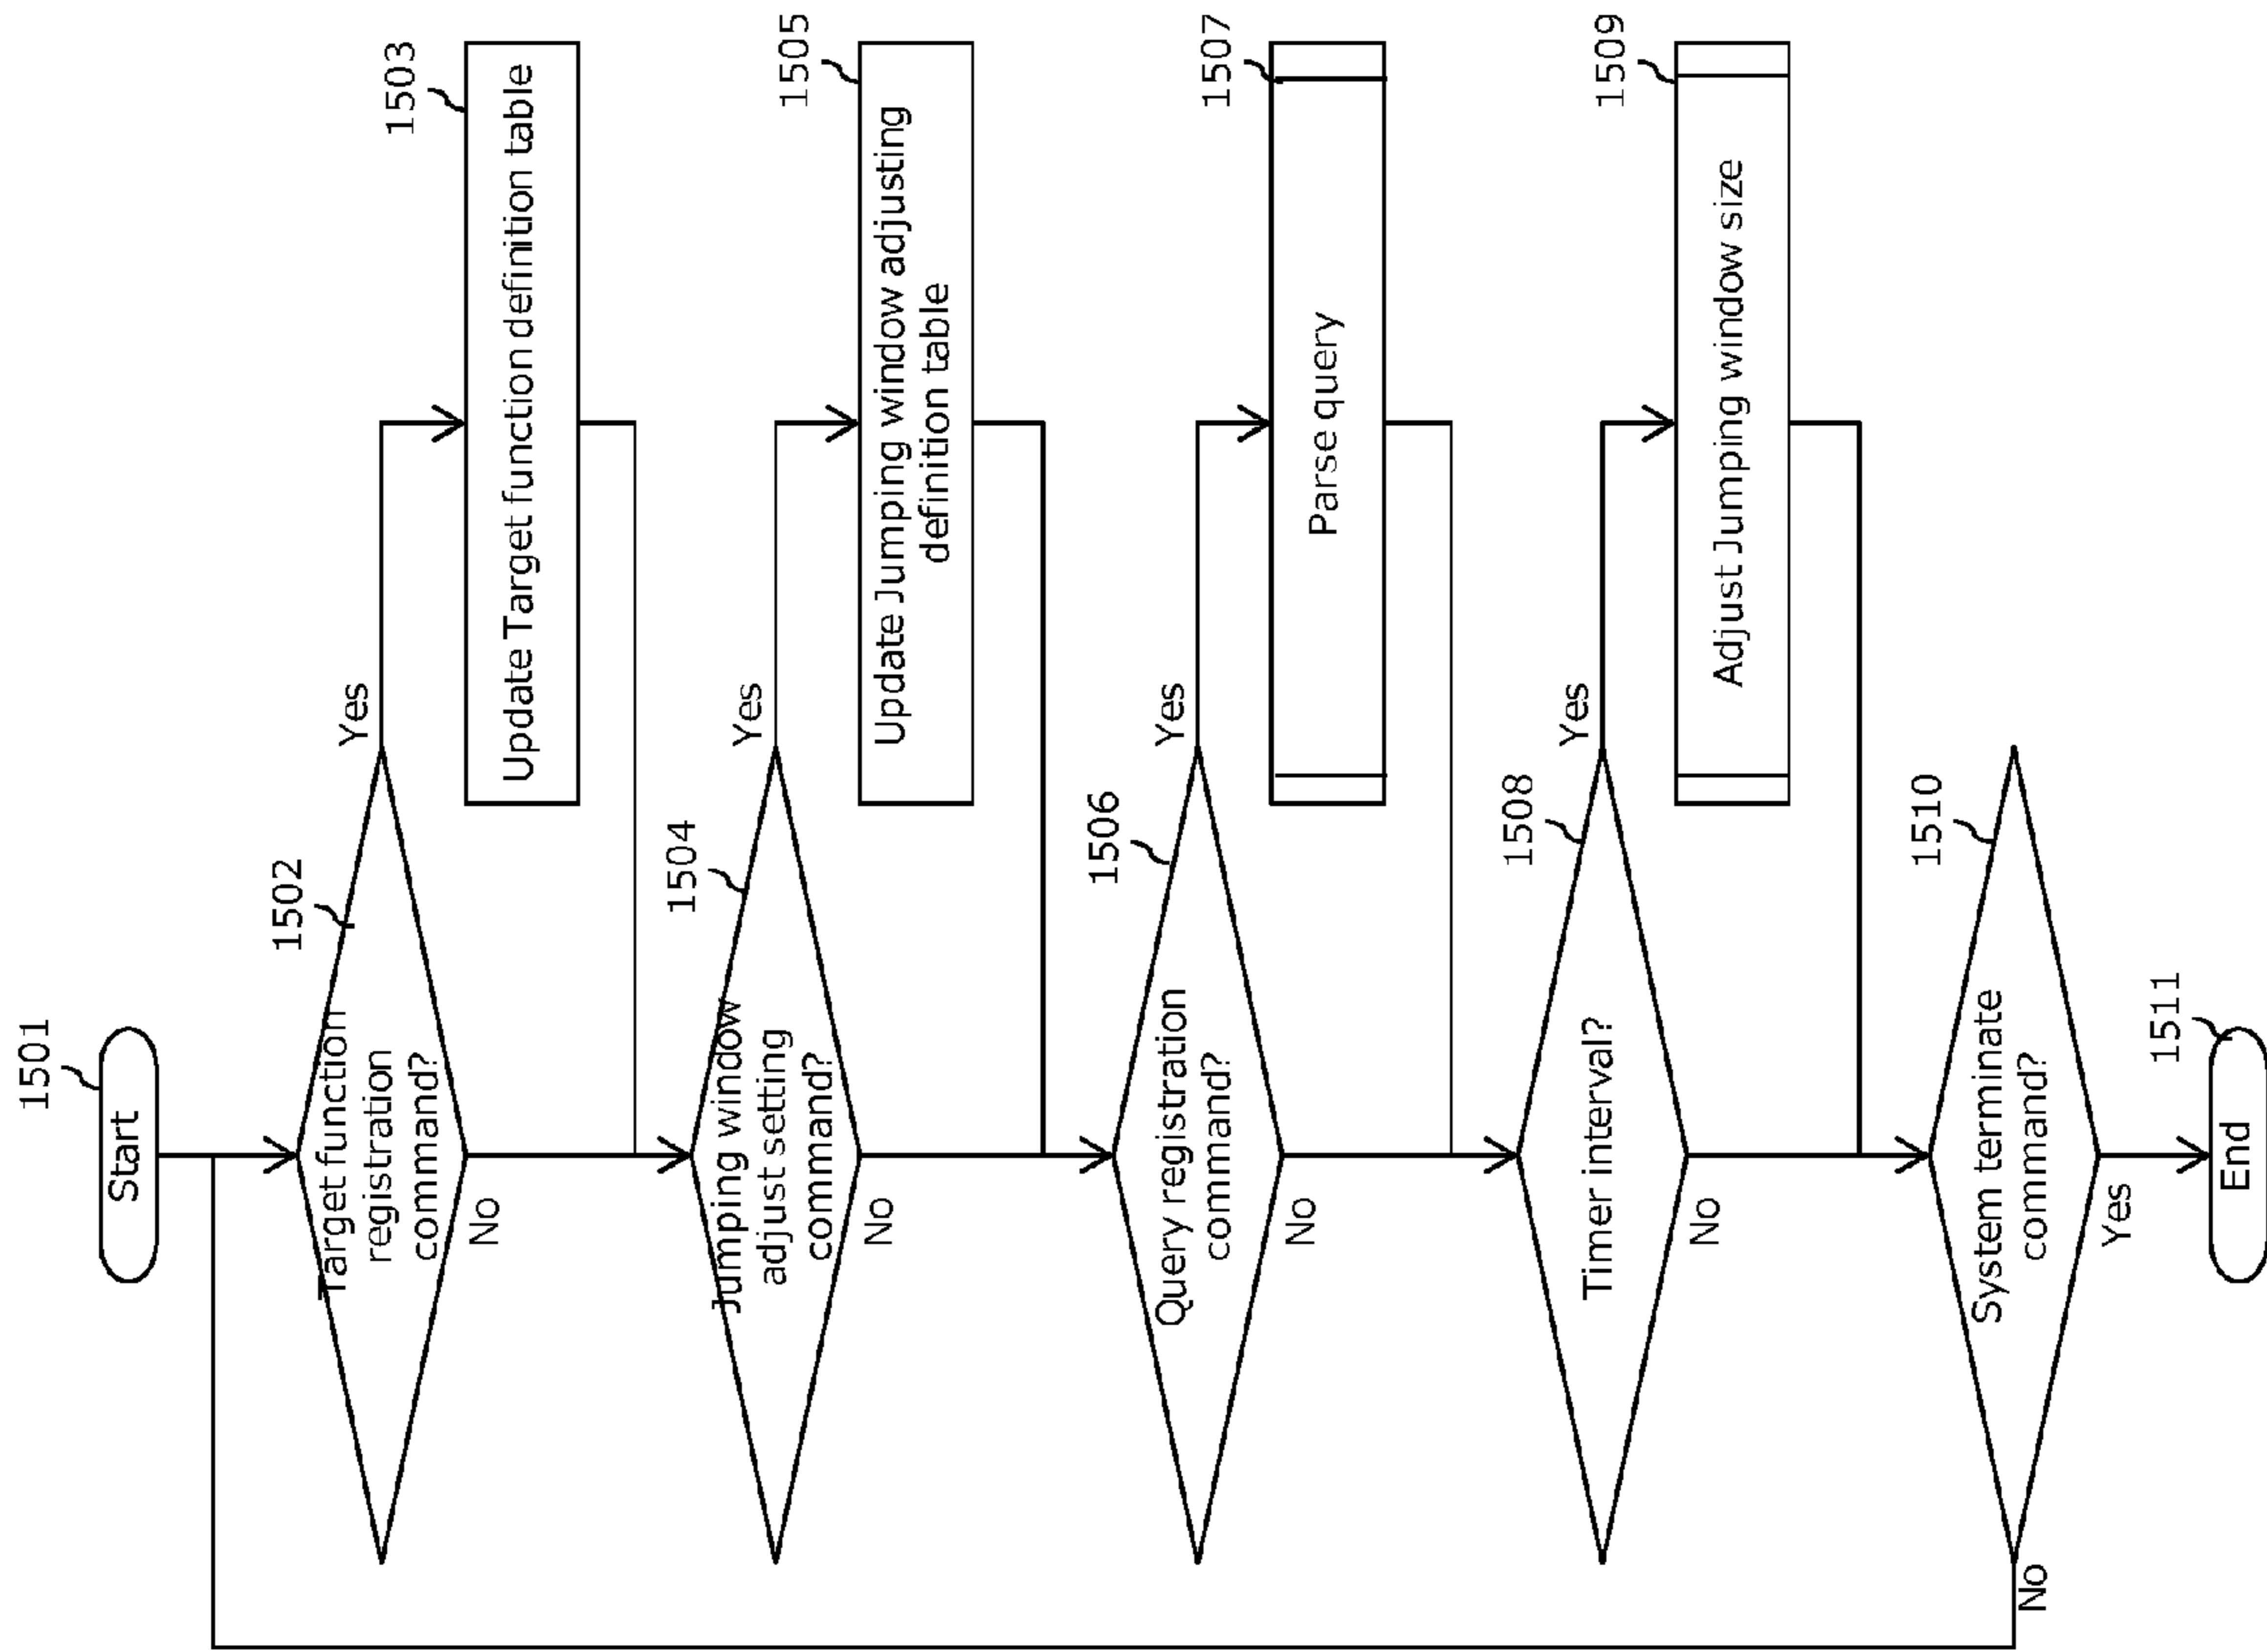 1501
Start
1502
Target function
registration
command?
Yes
No
1503
Update Target function definition table
1504
Jumping window
adjust setting
command?
Yes
No
1505
Update Jumping window adjusting
definition table
1506
Query registration
command?
Yes
No
1507
Parse query
1508
Timer interval?
Yes
No
1509
Adjust Jumping window size
1510
System terminate
command?
No
Yes
1511
End